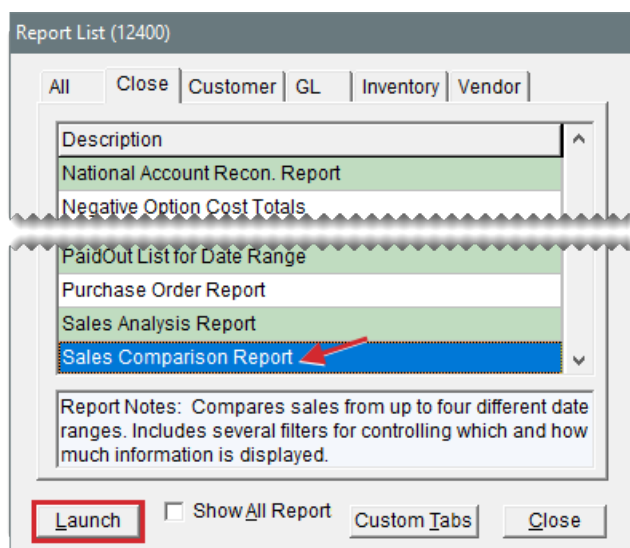 Report List (12400)
All Close Customer GL Inventory Vendor
Description
National Account Recon. Report
Negative Option Cost Totals
PaidOut List for Date Range
Purchase Order Report
Sales Analysis Report
Sales Comparison Report
Report Notes: Compares sales from up to four different date
ranges. Includes several filters for controlling which and how
much information is displayed.
Launch Show All Report Custom Tabs Close